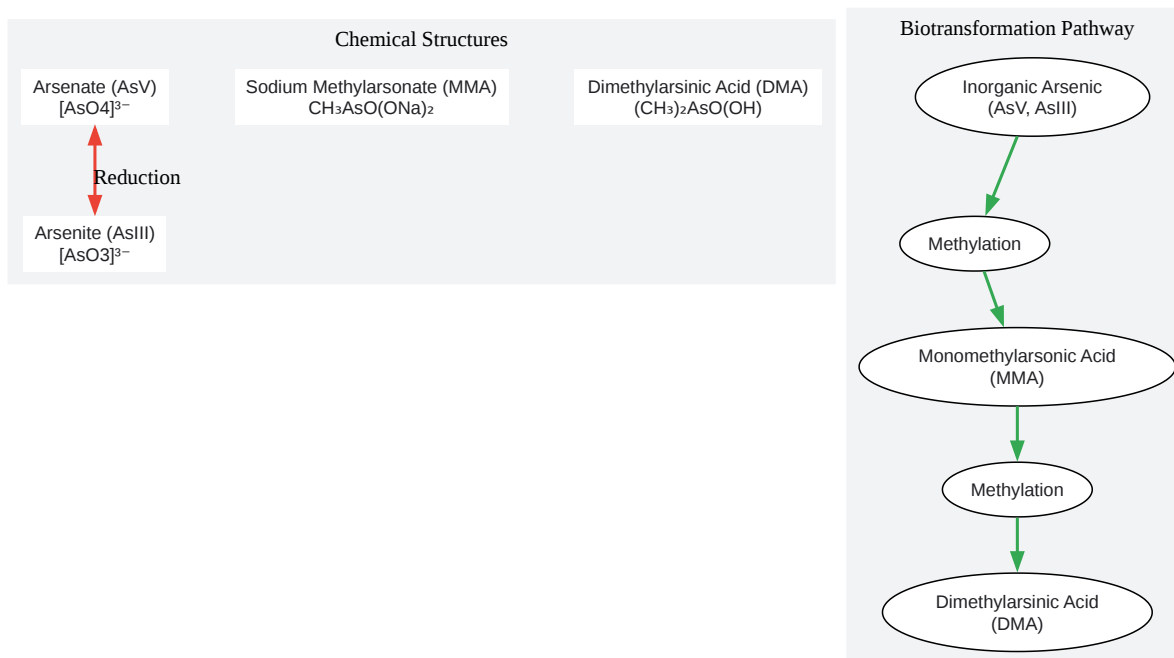 Chemical Structures
Arsenate (AsV)
[AsO4]³⁻
Reduction
Arsenite (AsIII)
[AsO3]³⁻
Sodium Methylarsonate (MMA)
CH₃AsO(ONa)₂
Dimethylarsinic Acid (DMA)
(CH₃)₂AsO(OH)
Biotransformation Pathway
Inorganic Arsenic
(AsV, AsIII)
Methylation
Monomethylarsonic Acid
(MMA)
Methylation
Dimethylarsinic Acid
(DMA)